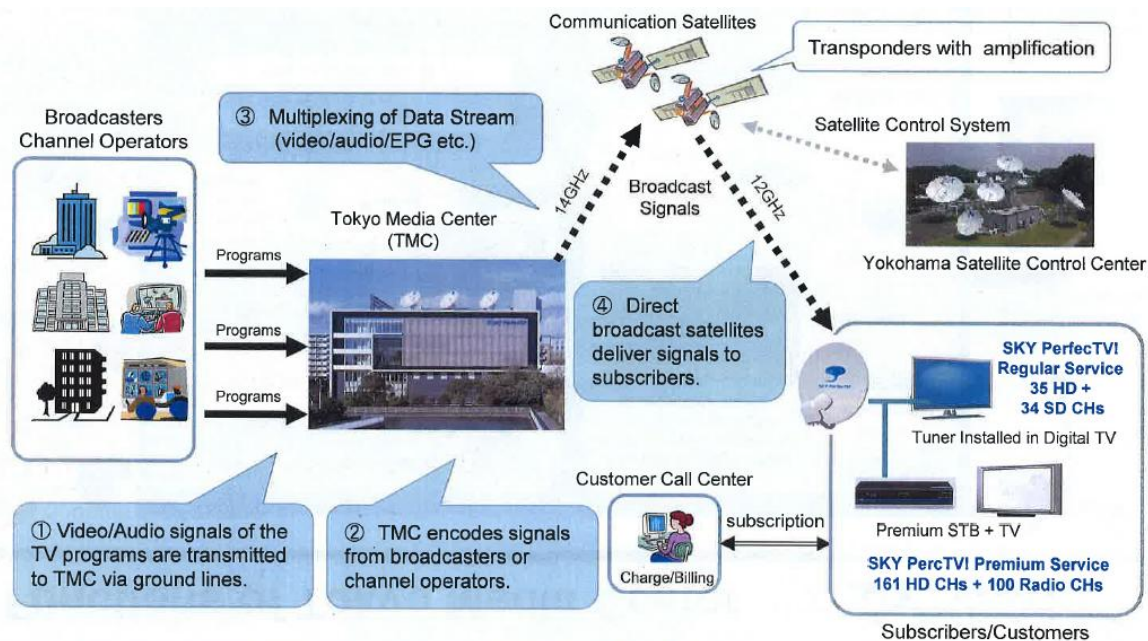 Communication Satellites
Transponders with amplification
Broadcasters
Channel Operators
③ Multiplexing of Data Stream
(video/audio/EPG etc.)
Satellite Control System
14GHz
Broadcast
Signals
12GHz
Tokyo Media Center
(TMC)
Programs
Programs
Programs
Yokohama Satellite Control Center
④ Direct
broadcast satellites
deliver signals to
subscribers.
SKY PerfecTV!
SKY PerfecTV!
Regular Service
35 HD +
34 SD CHs
Tuner Installed in Digital TV
Customer Call Center
① Video/Audio signals of the
TV programs are transmitted
to TMC via ground lines.
② TMC encodes signals
from broadcasters or
channel operators.
subscription
Charge/Billing
Premium STB + TV
SKY PercTV! Premium Service
161 HD CHs + 100 Radio CHs
Subscribers/Customers